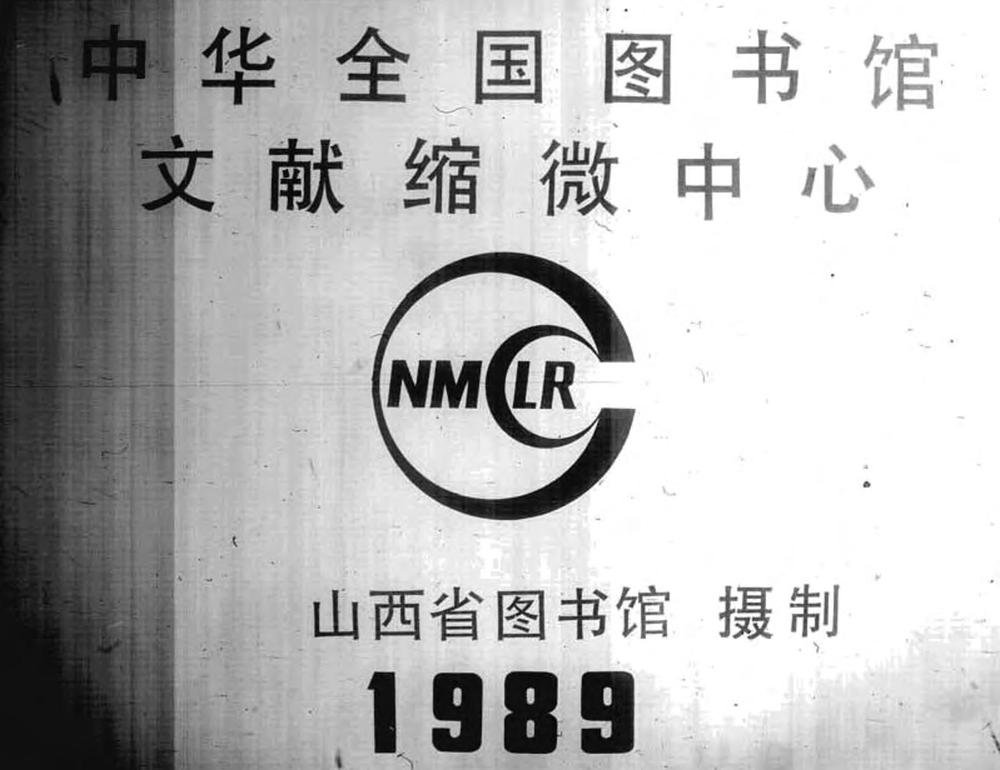 中华全国图书馆
文献缩微中心
NMCLR
山西省图书馆 摄制
1989